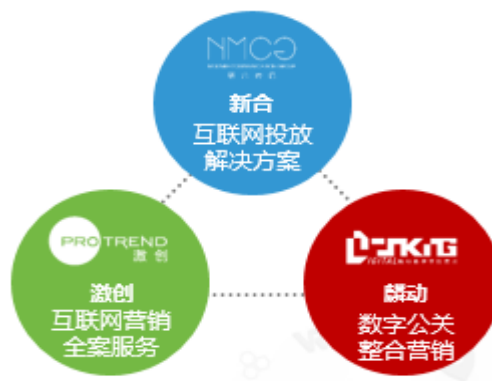 NMCG
新合
互联网投放
解决方案
PROTREND
激创
激创
互联网营销
全案服务
麟动
数字公关
整合营销